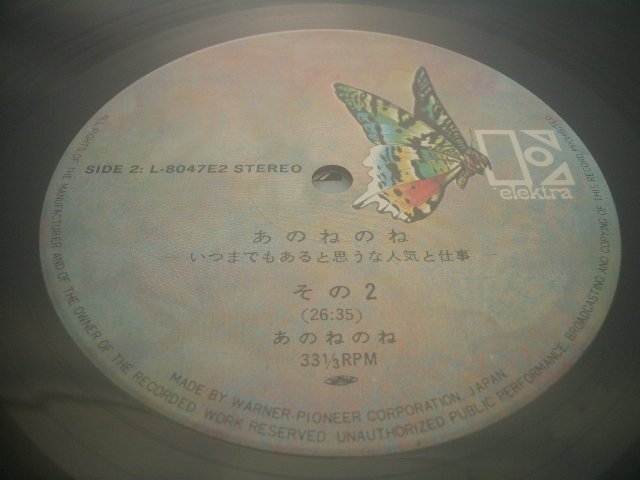 SIDE 2: L-8047E2 STEREO
elektra
あのねのね
— いつまでもあると思うな人気と仕事 —
その2
(26:35)
あのねのね
33⅓RPM
MADE BY WARNER-PIONEER CORPORATION, JAPAN.
ALL RIGHTS OF THE MANUFACTURER AND OF THE OWNER OF THE RECORDED WORK RESERVED. UNAUTHORIZED PUBLIC PERFORMANCE, BROADCASTING AND COPYING OF THIS RECORD PROHIBITED